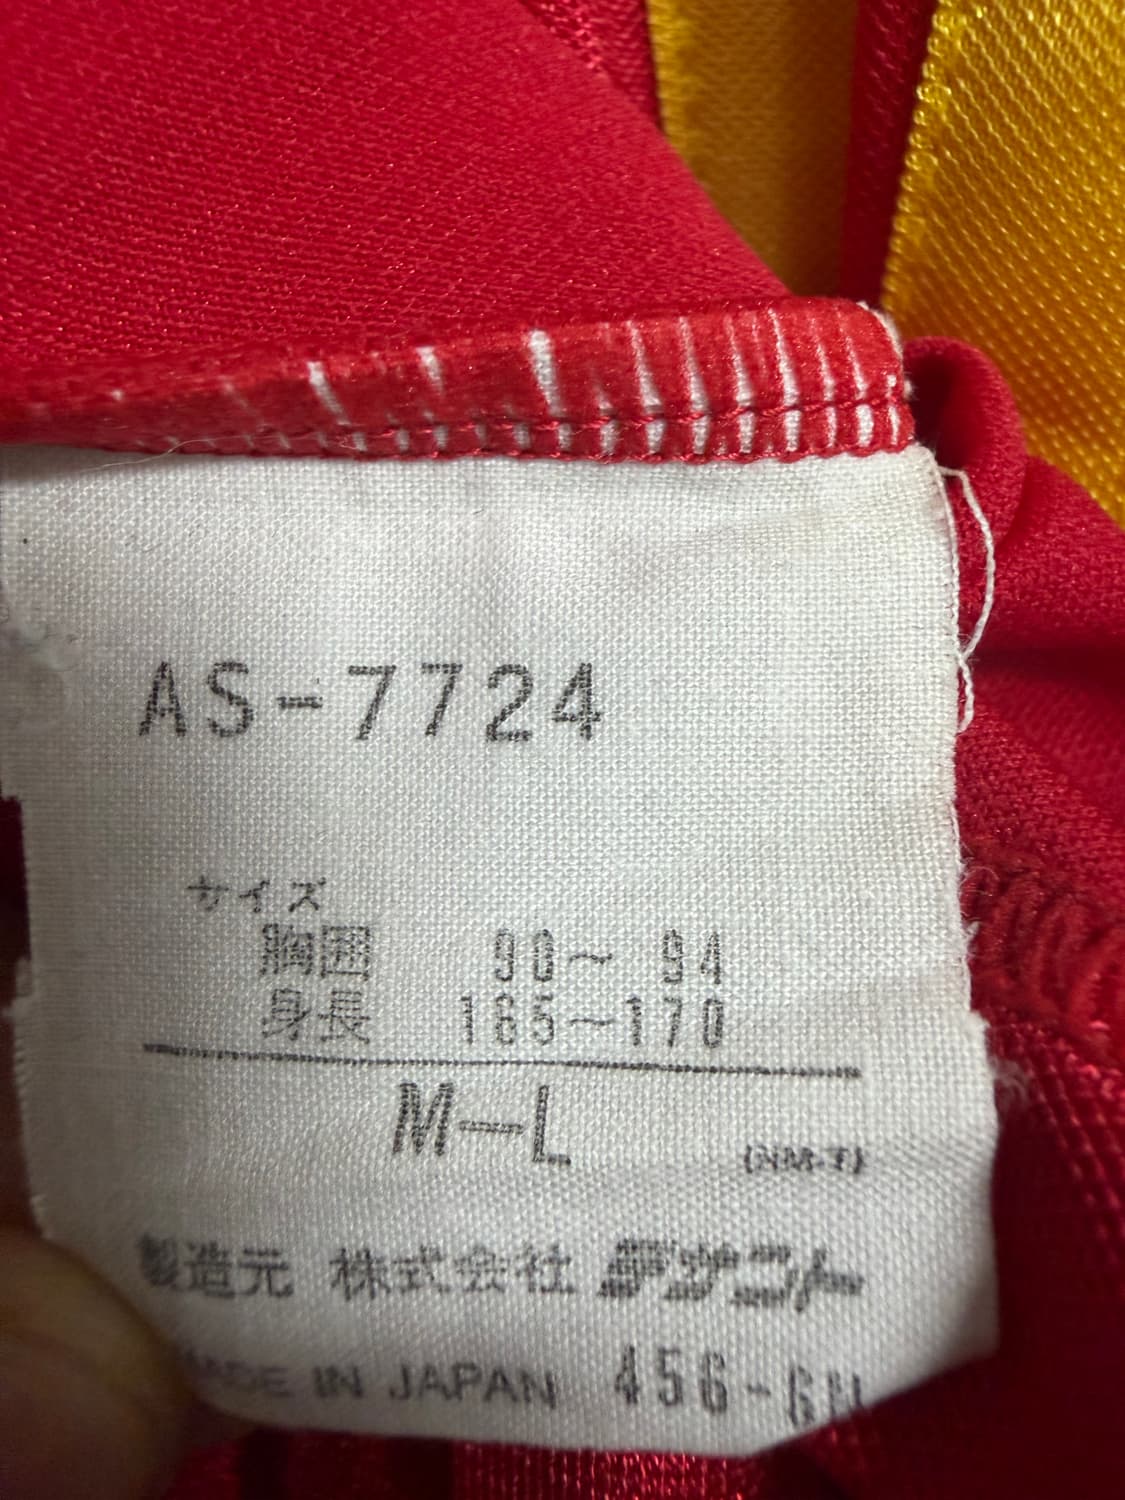 AS-7724
サイズ
胸囲 90～ 94
身長 165～170
M－L
(NM-T)
製造元 株式会社 デサント
MADE IN JAPAN 456-